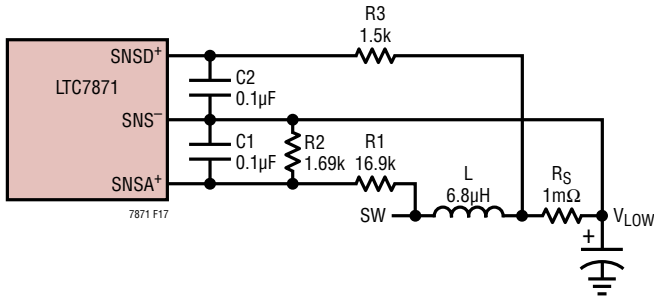 R3
1.5k
SNSD+
LTC7871
C2
0.1µF
SNS–
C1
0.1µF
R2
1.69k
R1
16.9k
SNSA+
7871 F17
L
6.8µH
RS
1mΩ
SW
VLOW
+